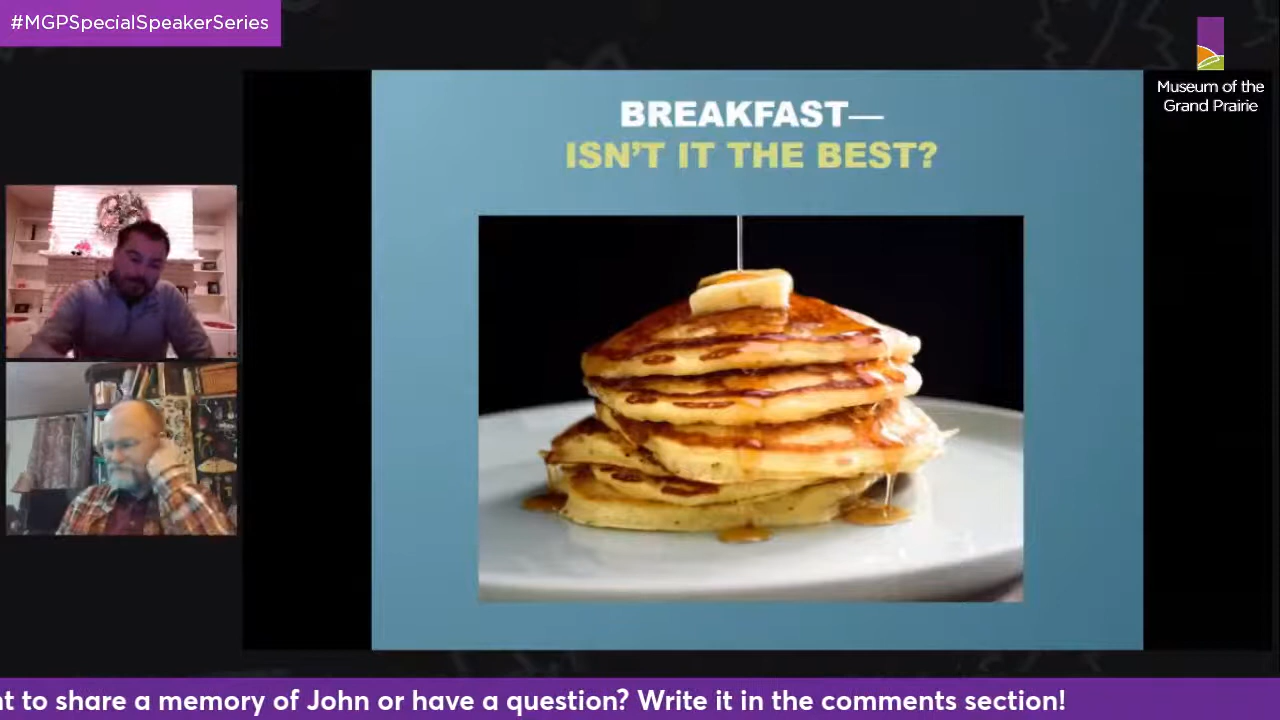 #MGPSpecialSpeakerSeries
Museum of the
Grand Prairie
BREAKFAST—
ISN'T IT THE BEST?
to share a memory of John or have a question? Write it in the comments section!